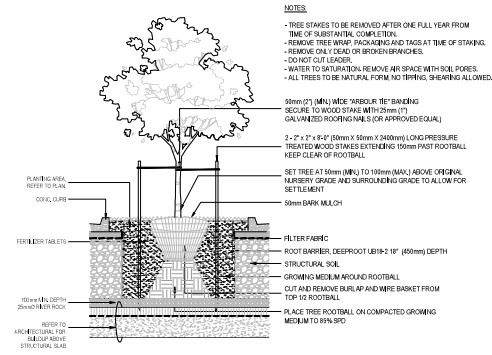 NOTES:
- TREE STAKES TO BE REMOVED AFTER ONE FULL YEAR FROM
TIME OF SUBSTANTIAL COMPLETION.
- REMOVE TREE WRAP, PACKAGING AND TAGS AT TIME OF STAKING.
- REMOVE ONLY DEAD OR BROKEN BRANCHES.
- DO NOT CUT LEADER.
- WATER TO SATURATION. REMOVE AIR SPACE WITH SOIL PORES.
- ALL TREES TO BE NATURAL FORM, NO TIPPING, SHEARING ALLOWED.
50mm (2") (MIN.) WIDE "ARBOUR TIE" BANDING
SECURE TO WOOD STAKE WITH 25mm (1")
GALVANIZED ROOFING NAILS (OR APPROVED EQUAL)
2 - 2" x 2" x 8'-0" (50mm X 50mm X 2400mm) LONG PRESSURE
TREATED WOOD STAKES EXTENDING 150mm PAST ROOTBALL
KEEP CLEAR OF ROOTBALL
SET TREE AT 50mm (MIN.) TO 100mm (MAX.) ABOVE ORIGINAL
NURSERY GRADE AND SURROUNDING GRADE TO ALLOW FOR
SETTLEMENT
50mm BARK MULCH
FILTER FABRIC
ROOT BARRIER, DEEPROOT UB18-2 18" (450mm) DEPTH
STRUCTURAL SOIL
GROWING MEDIUM AROUND ROOTBALL
CUT AND REMOVE BURLAP AND WIRE BASKET FROM
TOP 1/2 ROOTBALL
PLACE TREE ROOTBALL ON COMPACTED GROWING
MEDIUM TO 85% SPD
PLANTING AREA,
REFER TO PLAN.
CONC. CURB
FERTILIZER TABLETS
100mm MIN. DEPTH
25mmØ RIVER ROCK
REFER TO
ARCHITECTURAL FOR
BUILDUP ABOVE
STRUCTURAL SLAB